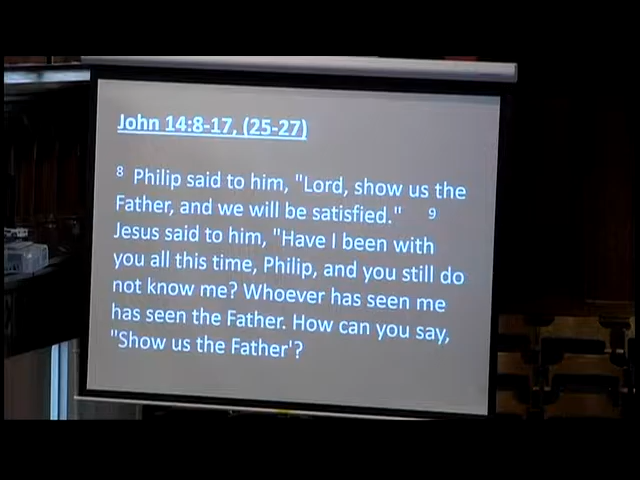 John 14:8-17, (25-27)
8 Philip said to him, "Lord, show us the
Father, and we will be satisfied." 9
Jesus said to him, "Have I been with
you all this time, Philip, and you still do
not know me? Whoever has seen me
has seen the Father. How can you say,
"Show us the Father'?